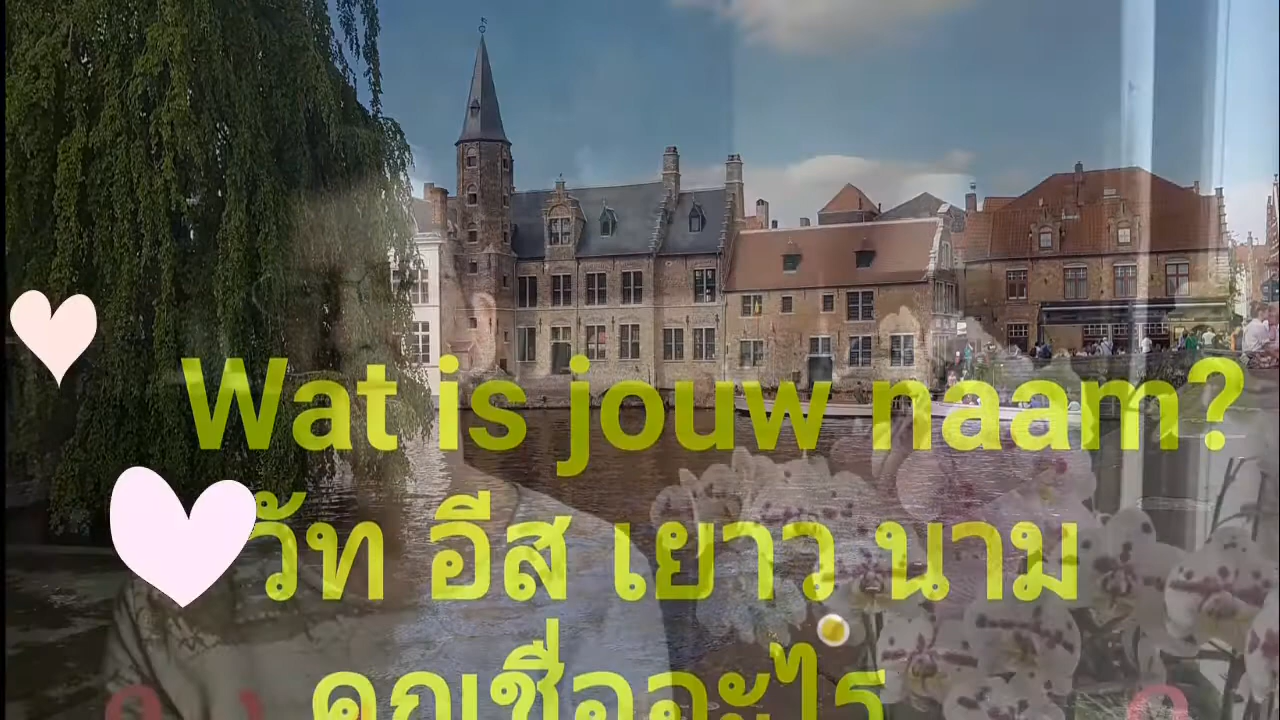 Wat is jouw naam?
วัท อีส เยาว นาม
คุณชื่ออะไร